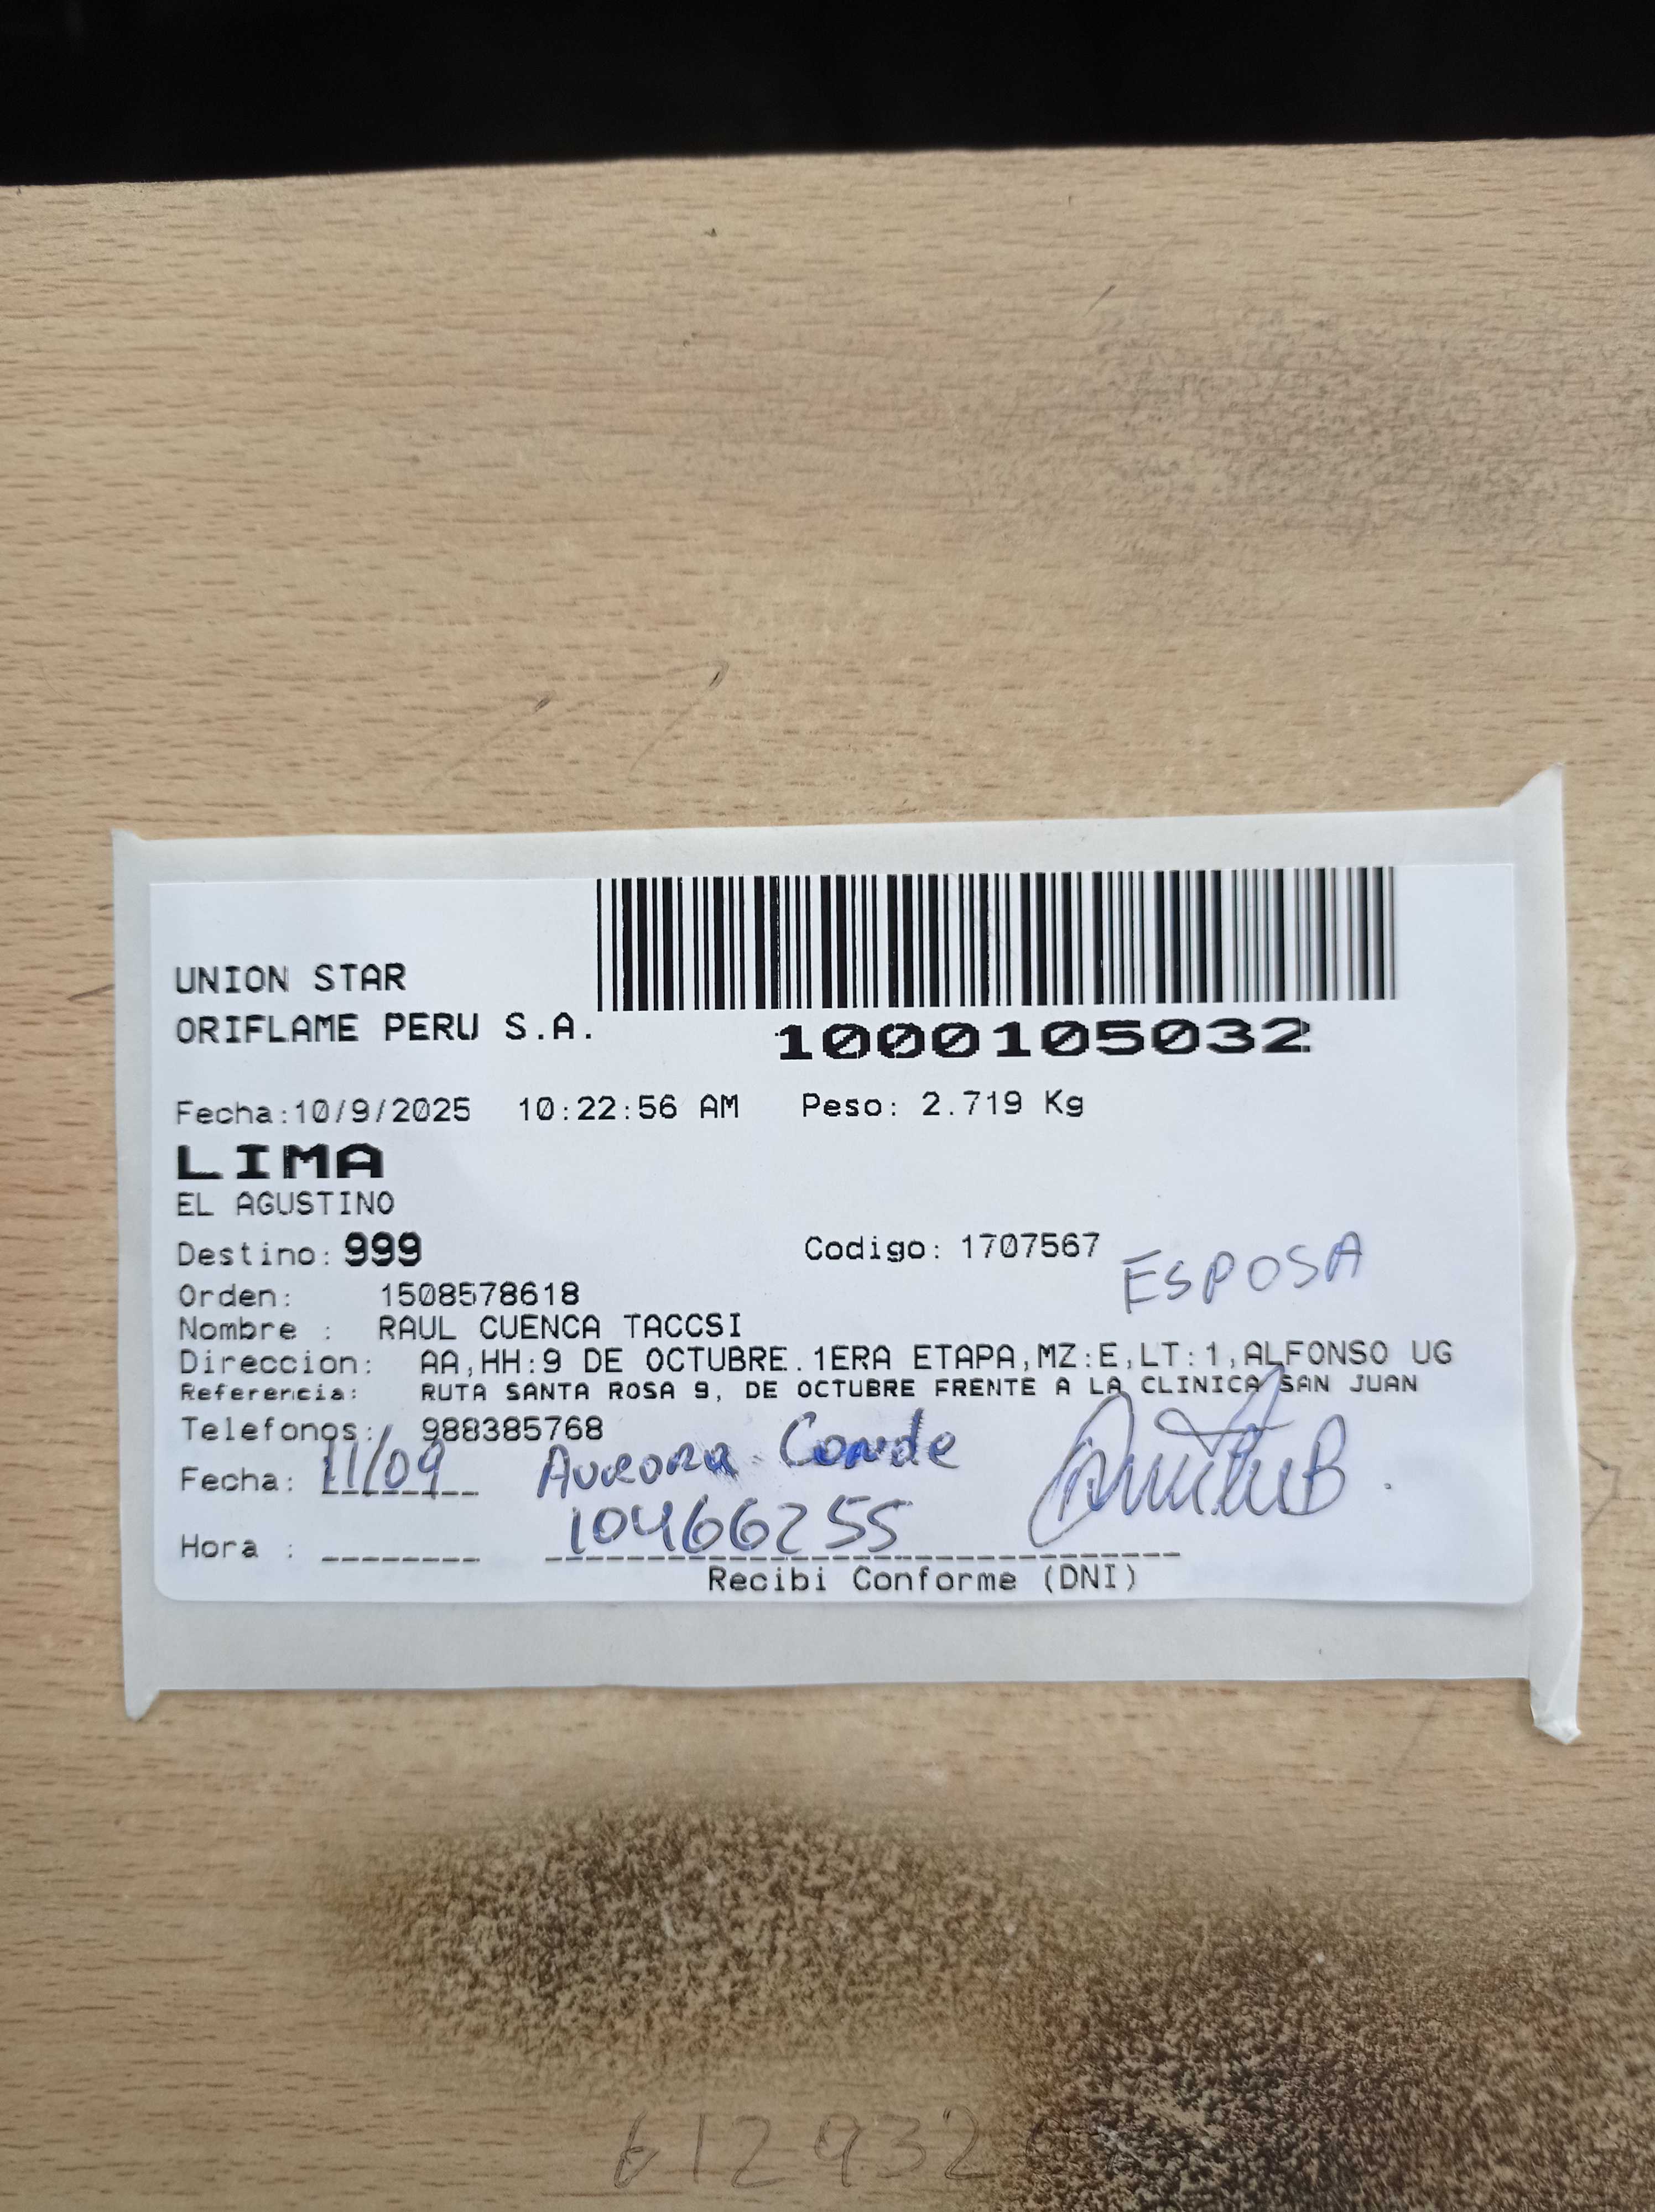 UNION STAR
ORIFLAME PERU S.A.
1000105032
Fecha:10/9/2025 10:22:56 AM Peso: 2.719 Kg
LIMA
EL AGUSTINO
Destino: 999 Codigo: 1707567
ESPOSA
Orden: 1508578618
Nombre : RAUL CUENCA TACCSI
Direccion: AA,HH:9 DE OCTUBRE.1ERA ETAPA,MZ:E,LT:1,ALFONSO UG
Referencia: RUTA SANTA ROSA 9, DE OCTUBRE FRENTE A LA CLINICA SAN JUAN
Telefonos: 988385768
Fecha: 11/09 Aurora Conde
10466255
Hora :
Recibi Conforme (DNI)
612932